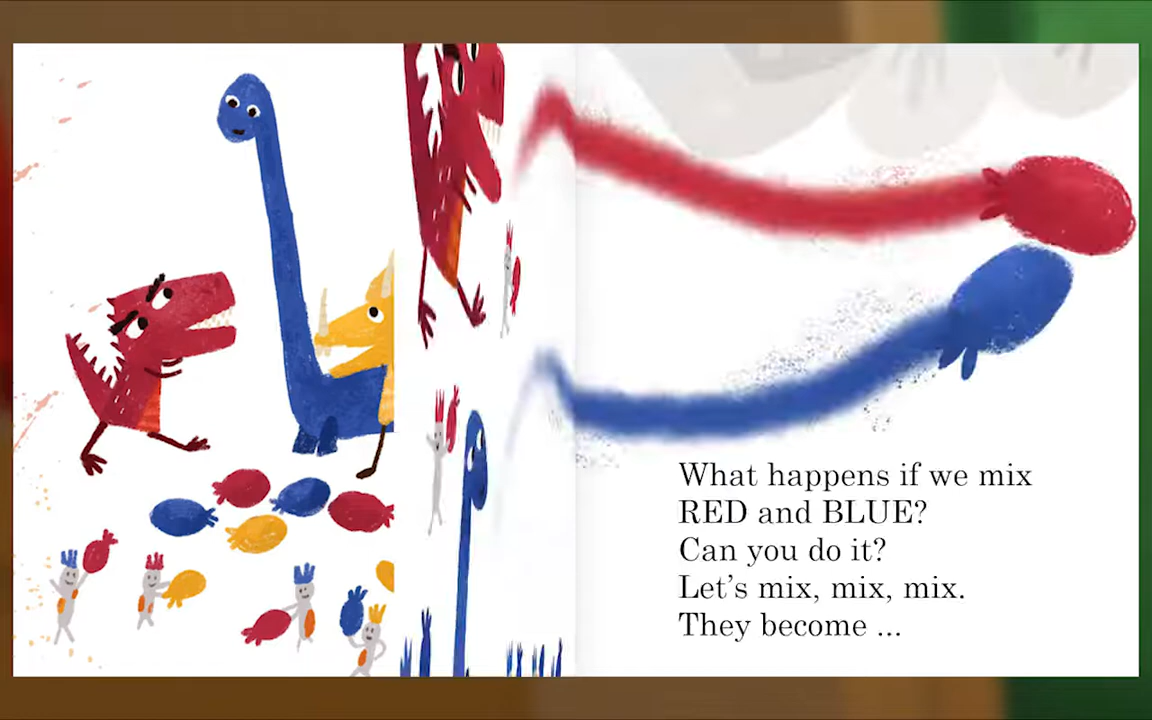 What happens if we mix
RED and BLUE?
Can you do it?
Let's mix, mix, mix.
They become ...